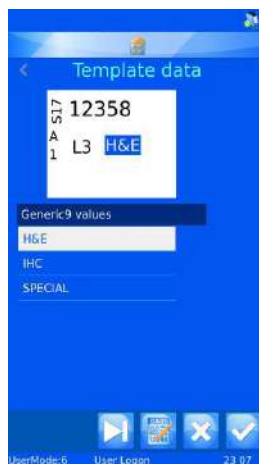 Template data
S17 12358
A 1 L3 H&E
Generic9 values
H&E
IHC
SPECIAL
UserMode:6 User Logon 23 07